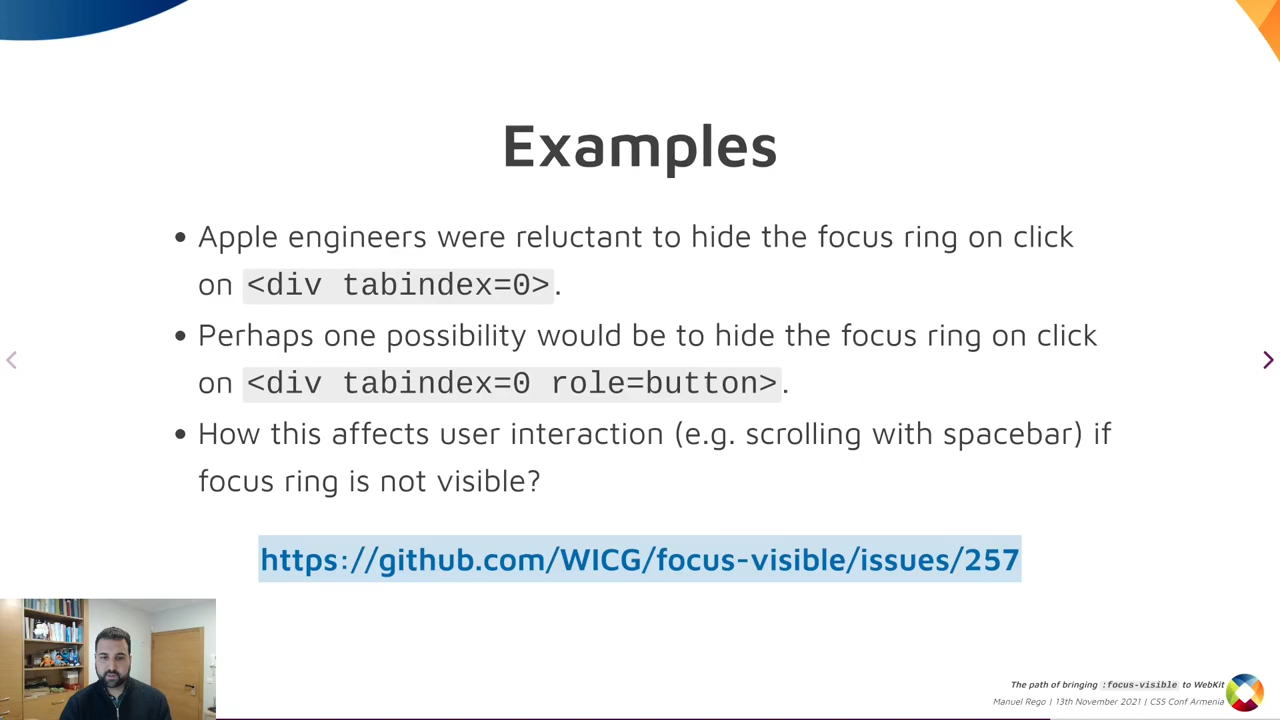 Examples
• Apple engineers were reluctant to hide the focus ring on click
on <div tabindex=0>.
• Perhaps one possibility would be to hide the focus ring on click
on <div tabindex=0 role=button>.
• How this affects user interaction (e.g. scrolling with spacebar) if
focus ring is not visible?
https://github.com/WICG/focus-visible/issues/257
The path of bringing :focus-visible to WebKit
Manuel Rego | 13th November 2021 | CSS Conf Armenia